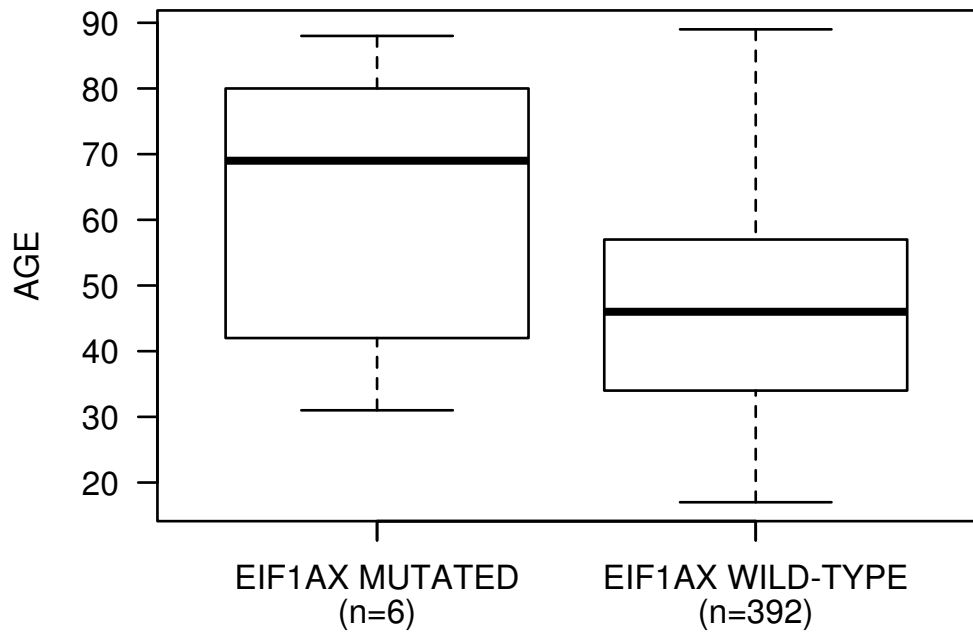 90
80
70
60
50
40
30
20
AGE
EIF1AX MUTATED
(n=6)
EIF1AX WILD-TYPE
(n=392)